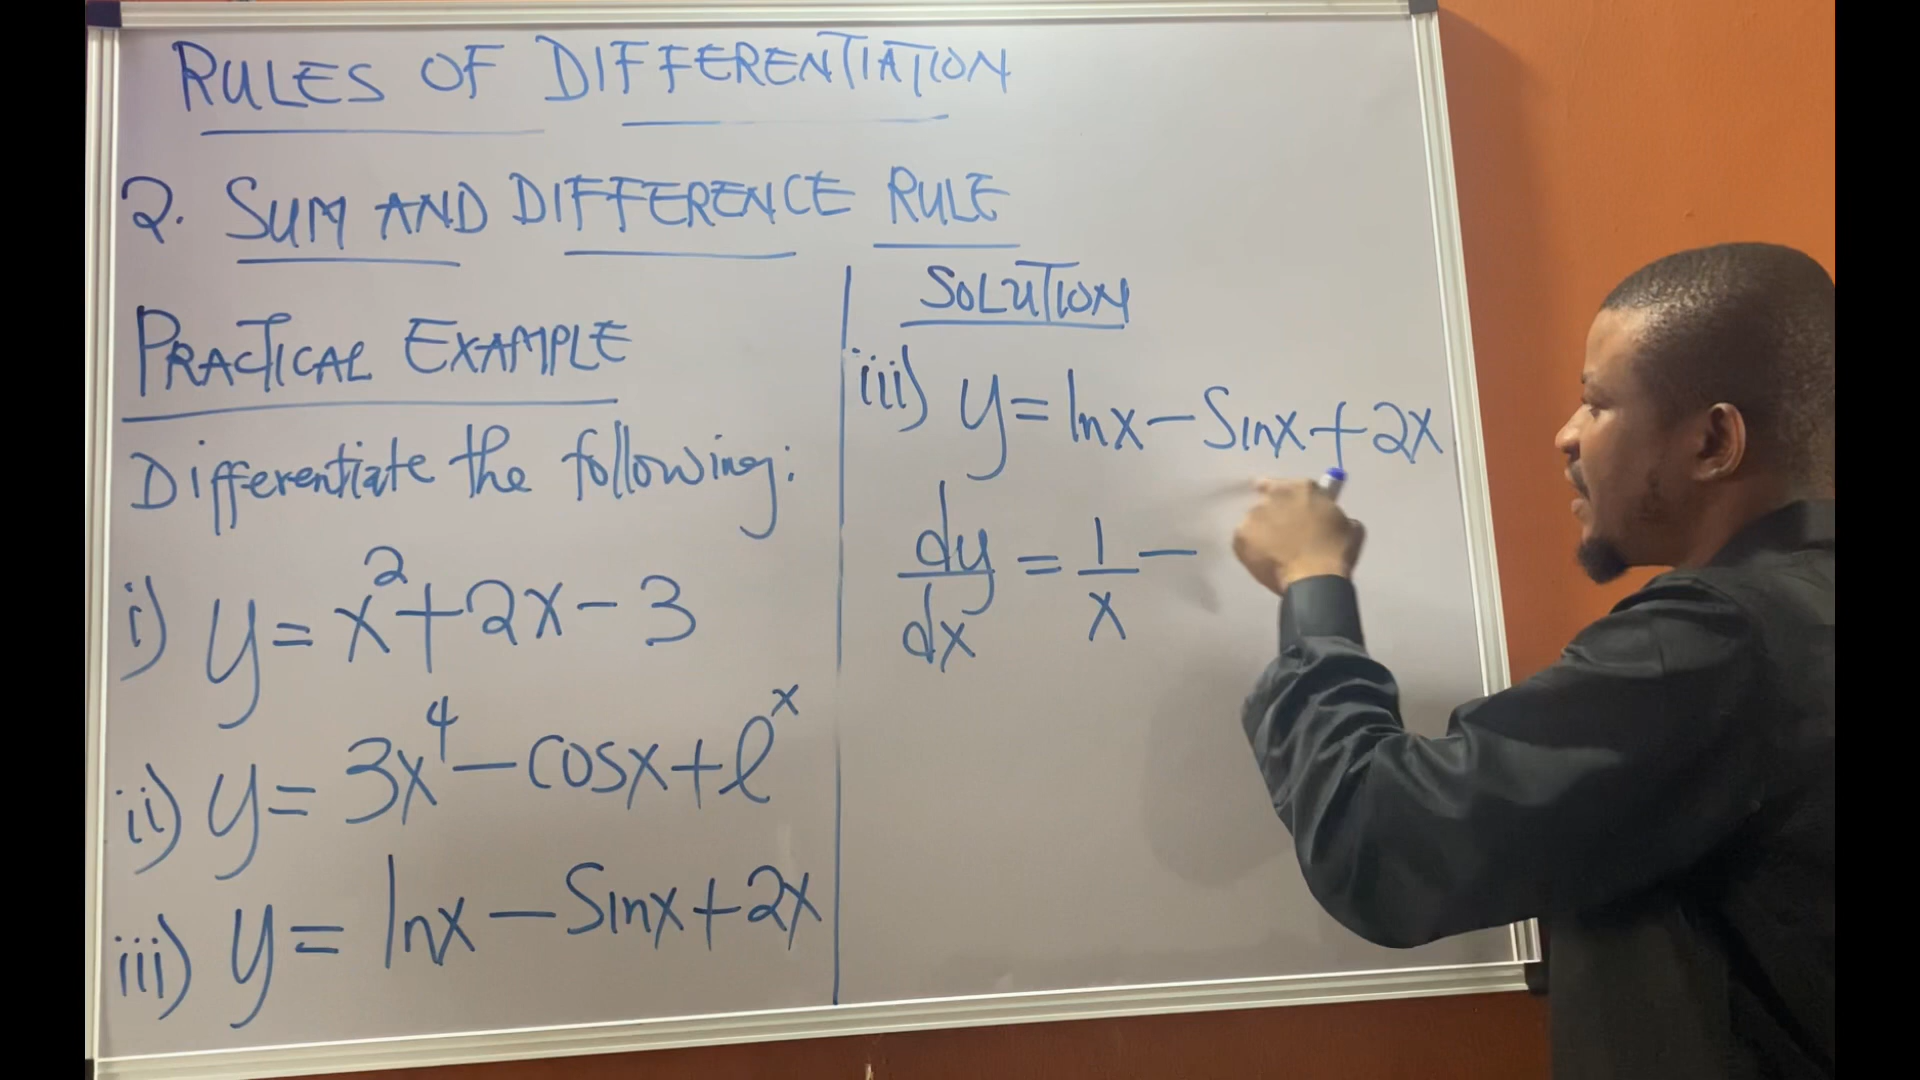 RULES OF DIFFERENTIATION
2. SUM AND DIFFERENCE RULE
PRACTICAL EXAMPLE
Differentiate the following:
i) y = x² + 2x - 3
ii) y = 3x⁴ - cosx + e^x
iii) y = lnx - Sinx + 2x
SOLUTION
iii) y = lnx - Sinx + 2x
dy/dx = 1/x -